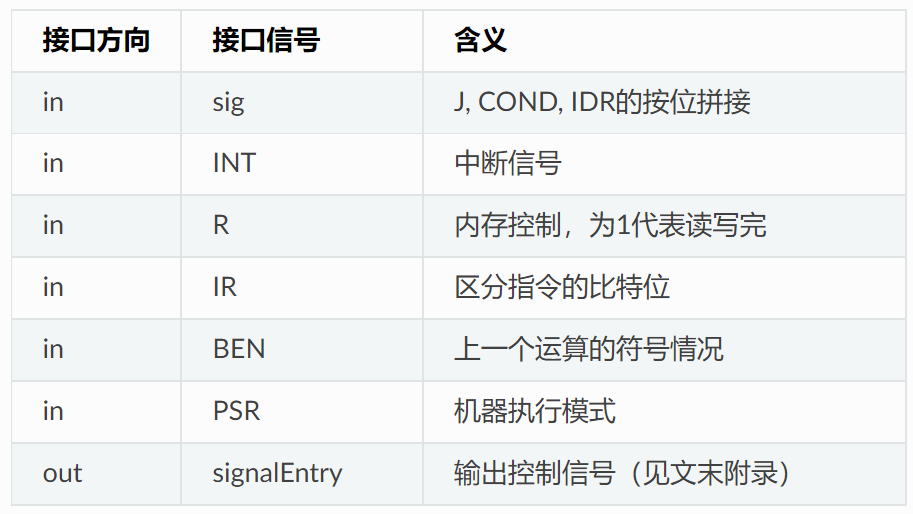 接口方向 接口信号 含义
in sig J, COND, IDR的按位拼接
in INT 中断信号
in R 内存控制，为1代表读写完
in IR 区分指令的比特位
in BEN 上一个运算的符号情况
in PSR 机器执行模式
out signalEntry 输出控制信号（见文末附录）